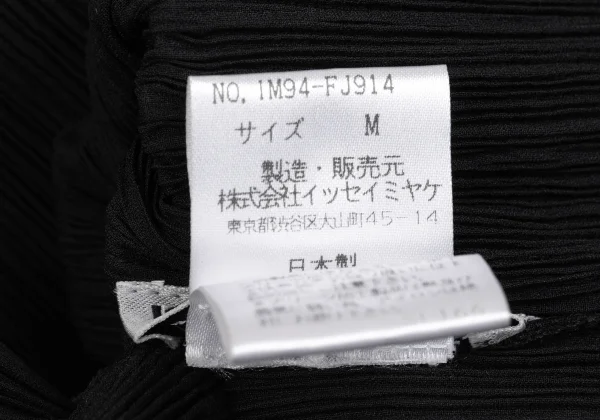 NO, IM94-FJ914
サイズ M
製造・販売元
株式会社イッセイミヤケ
東京都渋谷区大山町45-14
日本製